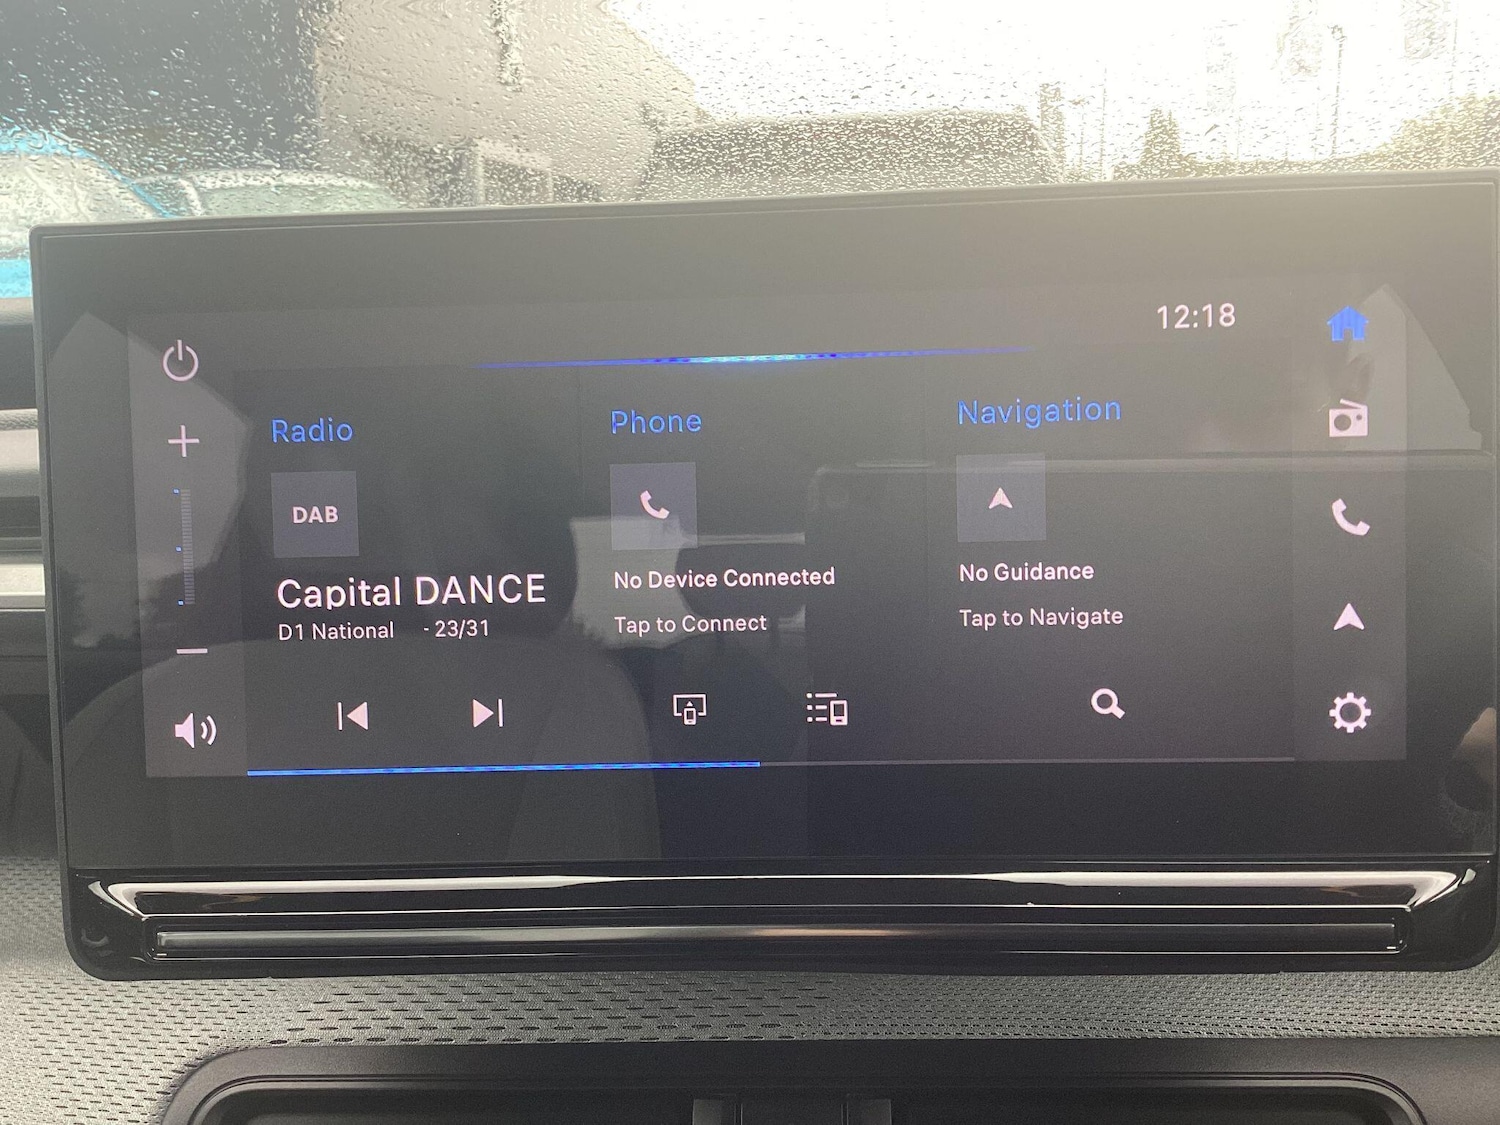 12:18
Radio
Phone
Navigation
DAB
Capital DANCE
D1 National - 23/31
No Device Connected
Tap to Connect
No Guidance
Tap to Navigate